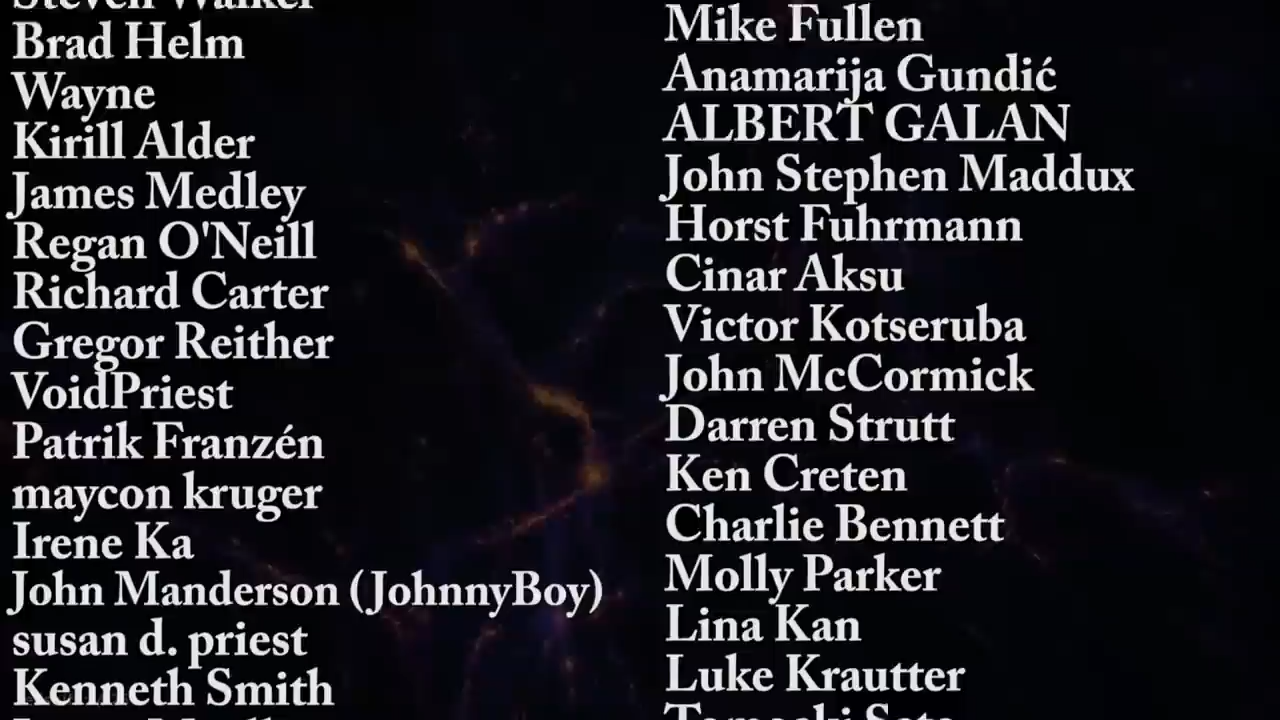 Steven Walker
Brad Helm
Wayne
Kirill Alder
James Medley
Regan O'Neill
Richard Carter
Gregor Reither
VoidPriest
Patrik Franzén
maycon kruger
Irene Ka
John Manderson (JohnnyBoy)
susan d. priest
Kenneth Smith
Mike Fullen
Anamarija Gundić
ALBERT GALAN
John Stephen Maddux
Horst Fuhrmann
Cinar Aksu
Victor Kotseruba
John McCormick
Darren Strutt
Ken Creten
Charlie Bennett
Molly Parker
Lina Kan
Luke Krautter